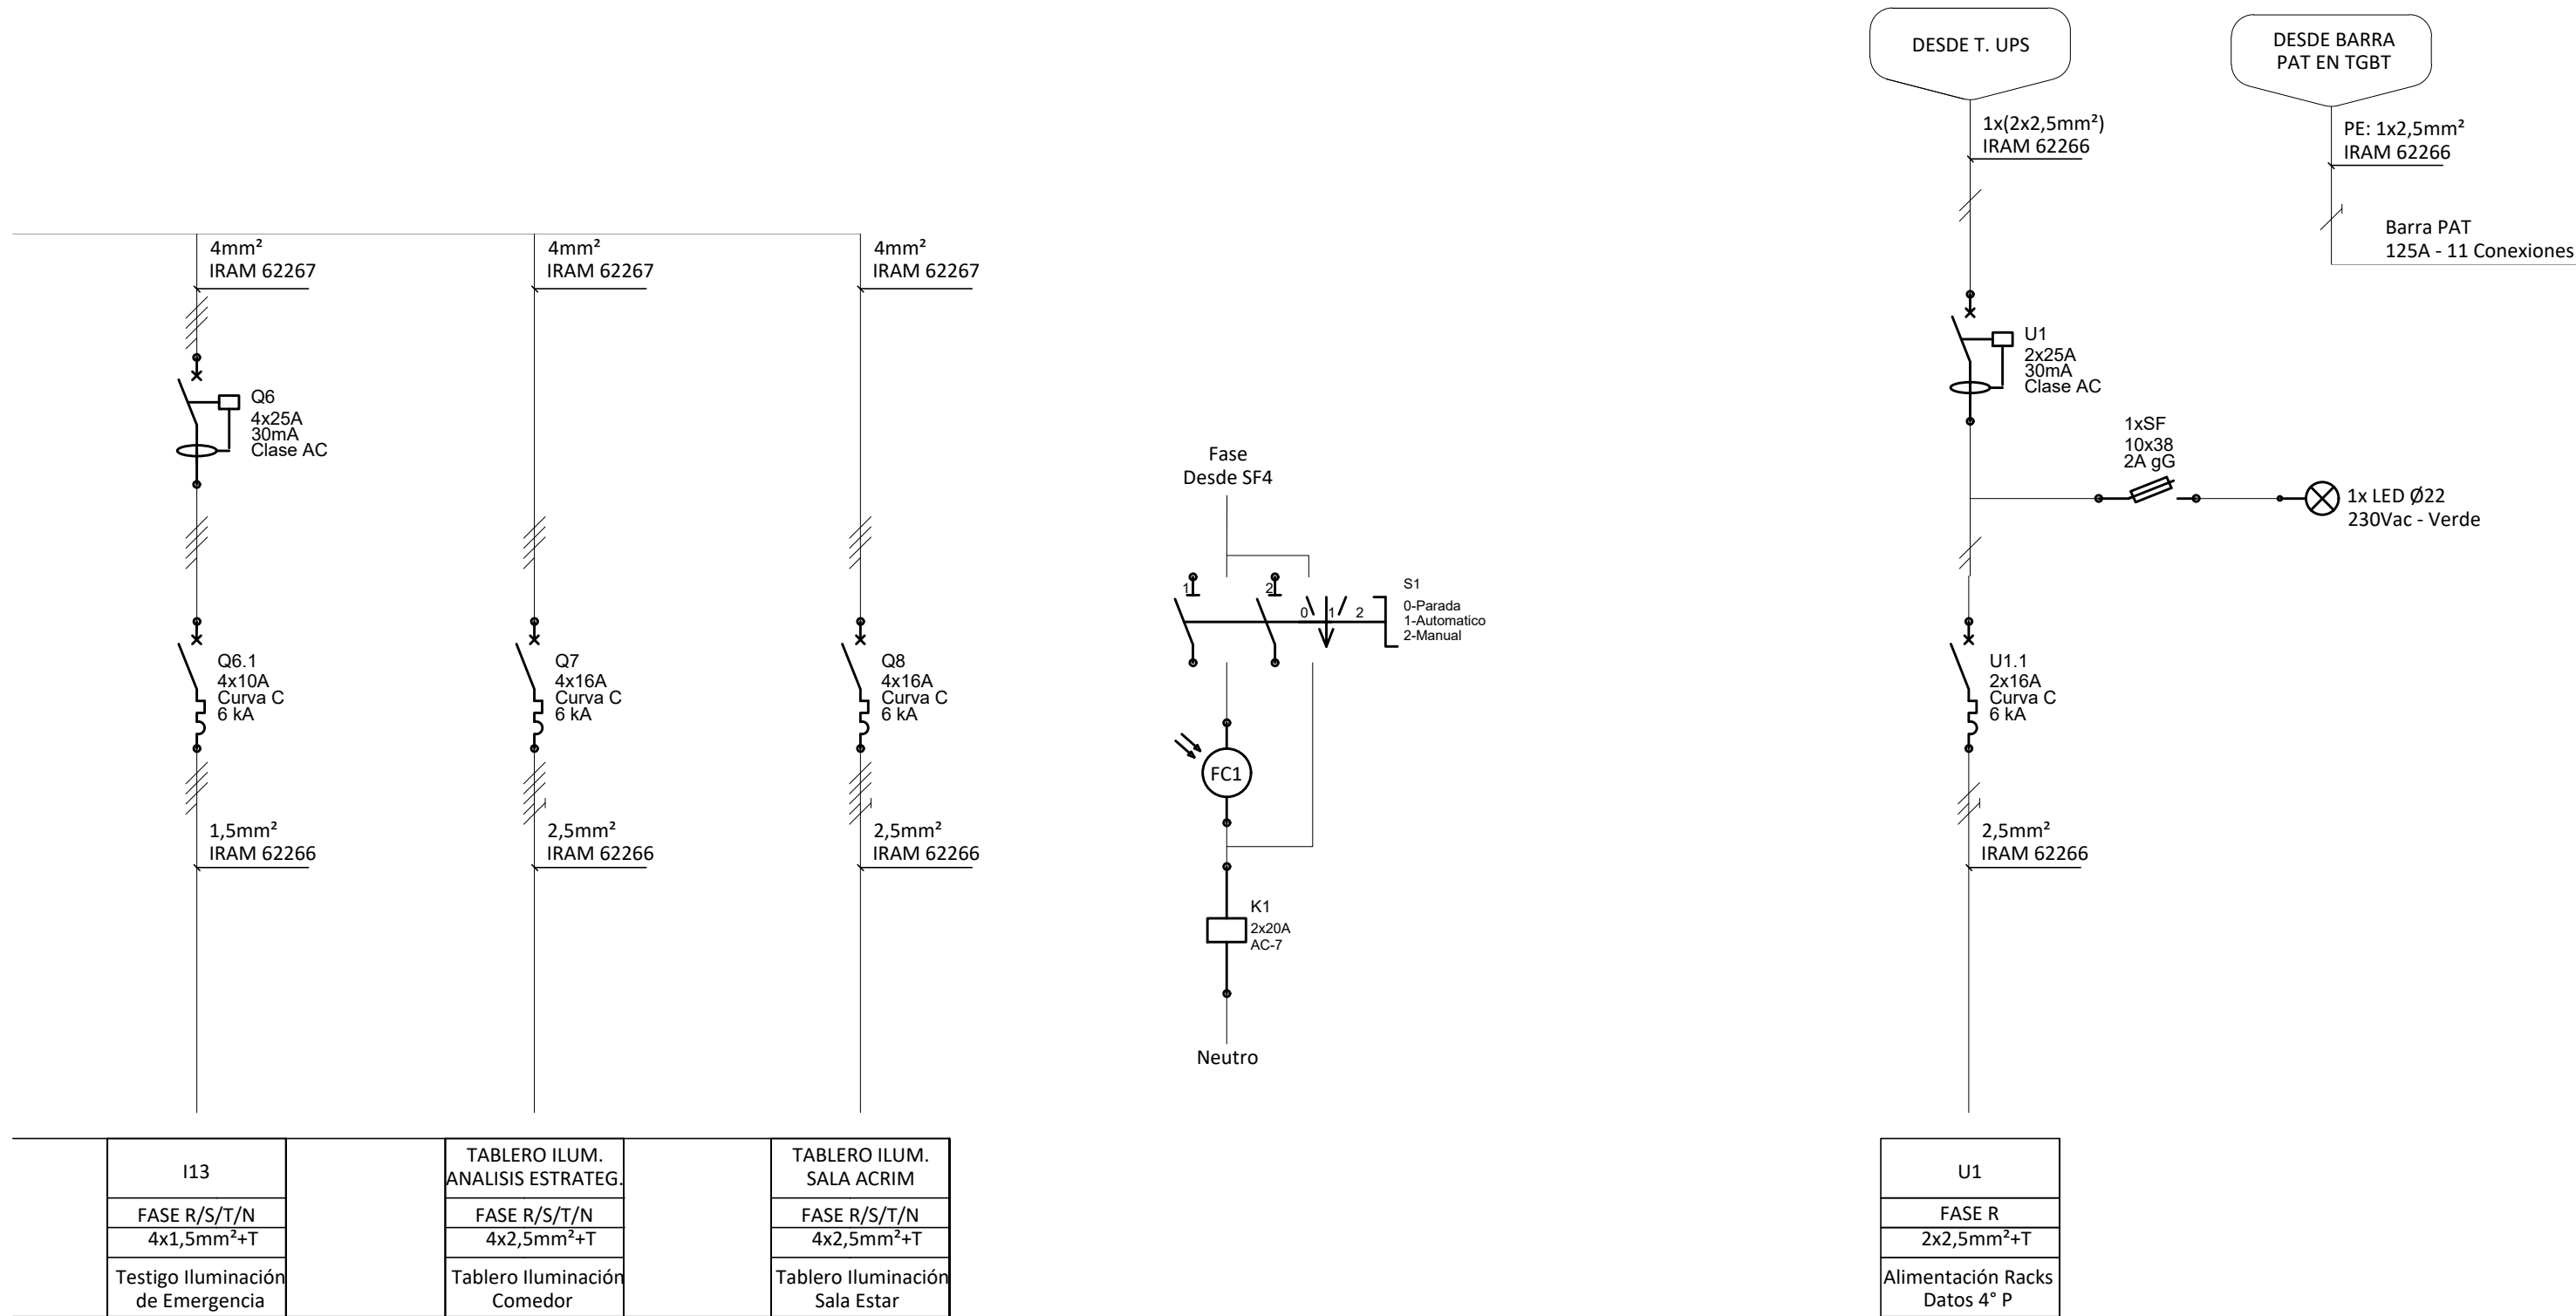 DESDE T. UPS
DESDE BARRA
PAT EN TGBT
1x(2x2,5mm²)
IRAM 62266
PE: 1x2,5mm²
IRAM 62266
Barra PAT
125A - 11 Conexiones
4mm²
IRAM 62267
4mm²
IRAM 62267
4mm²
IRAM 62267
Q6
4x25A
30mA
Clase AC
U1
2x25A
30mA
Clase AC
1xSF
10x38
2A gG
1x LED Ø22
230Vac - Verde
Fase
Desde SF4
1
2
0
1
2
S1
0-Parada
1-Automatico
2-Manual
Q6.1
4x10A
Curva C
6 kA
Q7
4x16A
Curva C
6 kA
Q8
4x16A
Curva C
6 kA
U1.1
2x16A
Curva C
6 kA
FC1
1,5mm²
IRAM 62266
2,5mm²
IRAM 62266
2,5mm²
IRAM 62266
2,5mm²
IRAM 62266
K1
2x20A
AC-7
Neutro
I13
FASE R/S/T/N
4x1,5mm²+T
Testigo Iluminación
de Emergencia
TABLERO ILUM.
ANALISIS ESTRATEG.
FASE R/S/T/N
4x2,5mm²+T
Tablero Iluminación
Comedor
TABLERO ILUM.
SALA ACRIM
FASE R/S/T/N
4x2,5mm²+T
Tablero Iluminación
Sala Estar
U1
FASE R
2x2,5mm²+T
Alimentación Racks
Datos 4° P